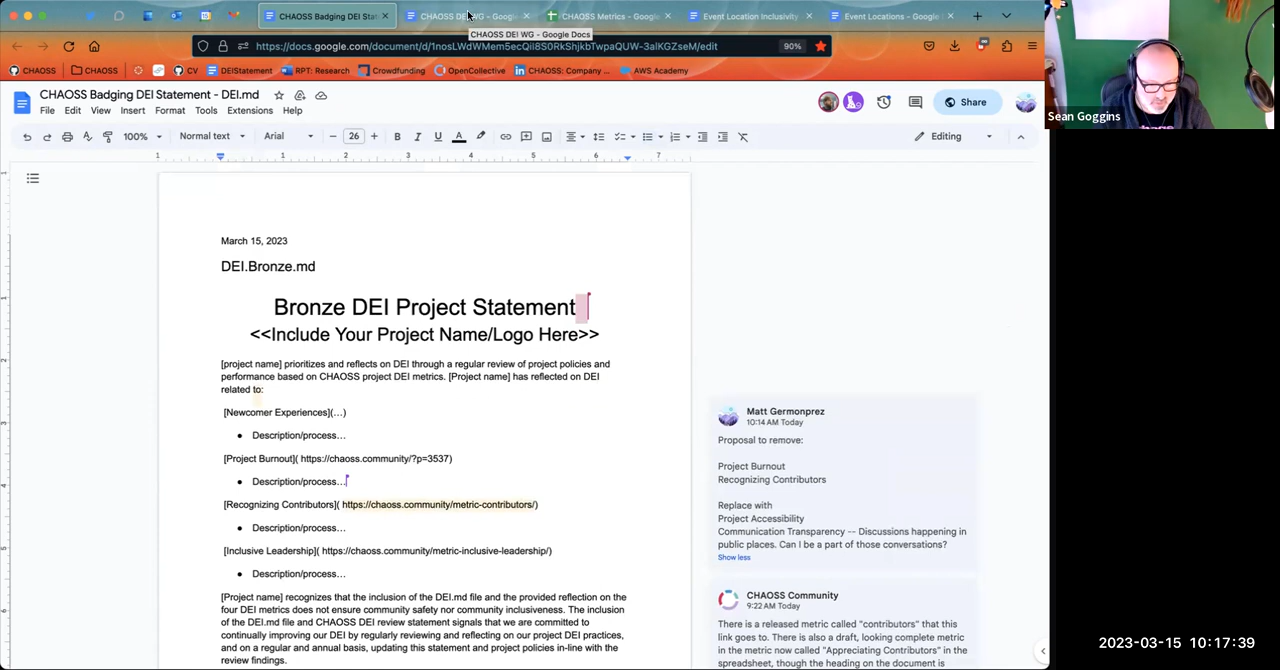 CHAOSS Badging DEI Stat
CHAOSS DEI WG - Google
CHAOSS Metrics - Google
Event Location Inclusivity
Event Locations - Google
CHAOSS DEI WG - Google Docs
https://docs.google.com/document/d/1nosLWdWMem5ecQil8S0RkShjkbTwpaQUW-3alKGZseM/edit
90%
CHAOSS
CHAOSS
CV
DEIStatement
RPT: Research
Crowdfunding
OpenCollective
CHAOSS: Company ...
AWS Academy
CHAOSS Badging DEI Statement - DEI.md
File Edit View Insert Format Tools Extensions Help
Share
100%
Normal text
Arial
26
B I U A
Editing
1 1 2 3 4 5 6 7
March 15, 2023
DEI.Bronze.md
Bronze DEI Project Statement
<<Include Your Project Name/Logo Here>>
[project name] prioritizes and reflects on DEI through a regular review of project policies and
performance based on CHAOSS project DEI metrics. [Project name] has reflected on DEI
related to:
[Newcomer Experiences](…)
● Description/process…
[Project Burnout]( https://chaoss.community/?p=3537)
● Description/process…
[Recognizing Contributors]( https://chaoss.community/metric-contributors/)
● Description/process…
[Inclusive Leadership]( https://chaoss.community/metric-inclusive-leadership/)
● Description/process…
[Project name] recognizes that the inclusion of the DEI.md file and the provided reflection on the
four DEI metrics does not ensure community safety nor community inclusiveness. The inclusion
of the DEI.md file and CHAOSS DEI review statement signals that we are committed to
continually improving our DEI by regularly reviewing and reflecting on our project DEI practices,
and on a regular and annual basis, updating this statement and project policies in-line with the
review findings.
Matt Germonprez
10:14 AM Today
Proposal to remove:
Project Burnout
Recognizing Contributors
Replace with
Project Accessibility
Communication Transparency -- Discussions happening in
public places. Can I be a part of those conversations?
Show less
CHAOSS Community
9:22 AM Today
There is a released metric called "contributors" that this
link goes to. There is also a draft, looking complete metric
in the metric now called "Appreciating Contributors" in the
spreadsheet, though the heading on the document is
Sean Goggins
2023-03-15 10:17:39